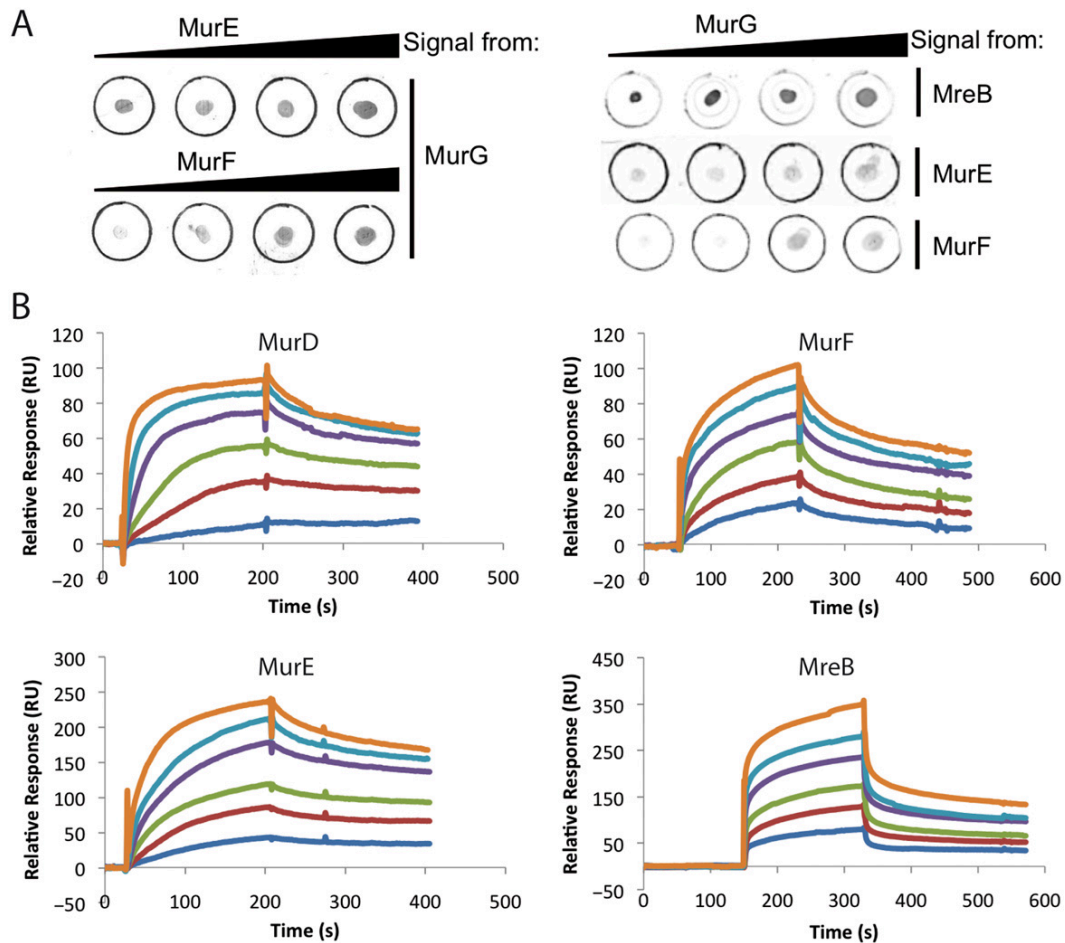 A
MurE
Signal from:
MurF
MurG
MurG
Signal from:
MreB
MurE
MurF
B
MurD
Relative Response (RU)
120
100
80
60
40
20
0
−20
0 100 200 300 400 500
Time (s)
MurF
Relative Response (RU)
120
100
80
60
40
20
0
−20
0 100 200 300 400 500 600
Time (s)
MurE
Relative Response (RU)
300
250
200
150
100
50
0
−50
0 100 200 300 400 500
Time (s)
MreB
Relative Response (RU)
450
350
250
150
50
−50
0 100 200 300 400 500 600
Time (s)